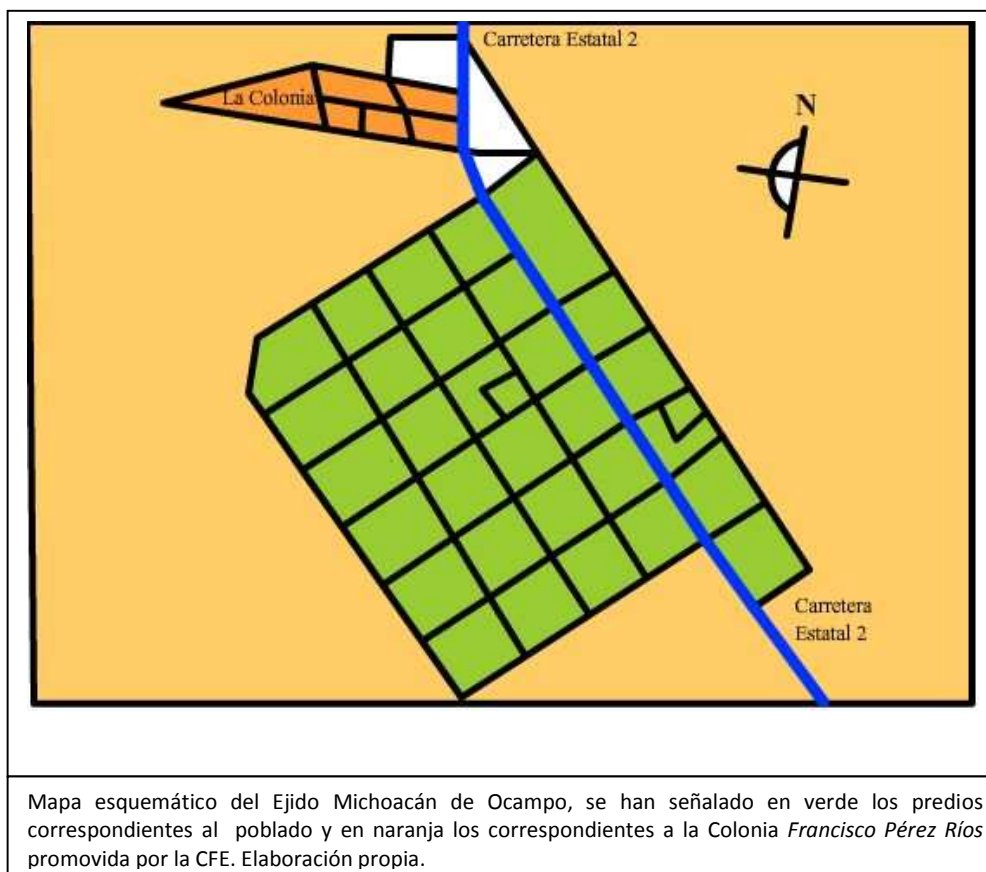 Carretera Estatal 2
La Colonia
N
Carretera
Estatal 2
Mapa esquemático del Ejido Michoacán de Ocampo, se han señalado en verde los predios
correspondientes al poblado y en naranja los correspondientes a la Colonia Francisco Pérez Ríos
promovida por la CFE. Elaboración propia.